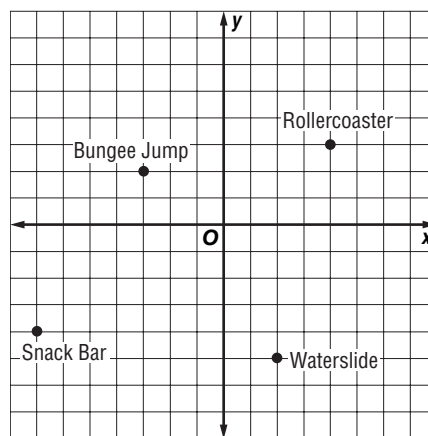 y
Rollercoaster
Bungee Jump
O
x
Snack Bar
Waterslide